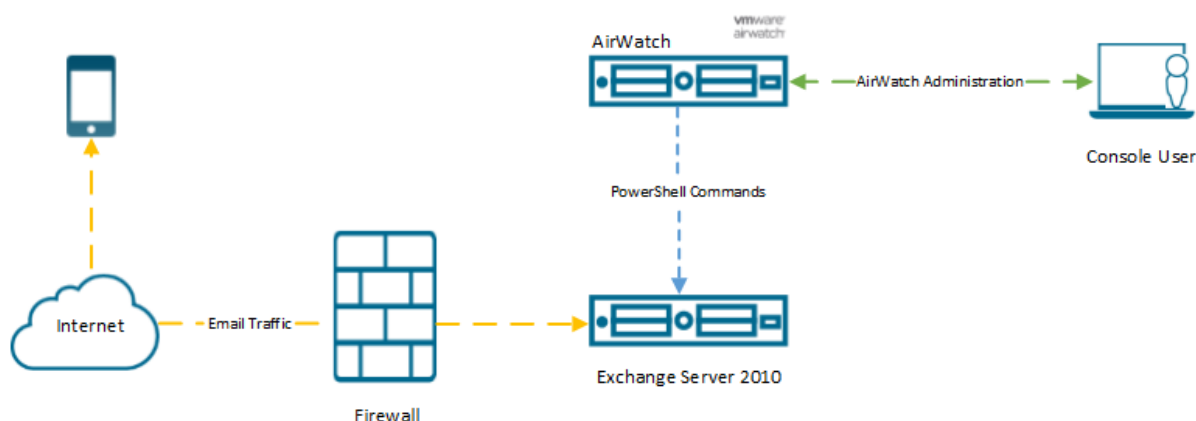 vmware
airwatch
AirWatch
AirWatch Administration
Console User
PowerShell Commands
Internet
Email Traffic
Exchange Server 2010
Firewall